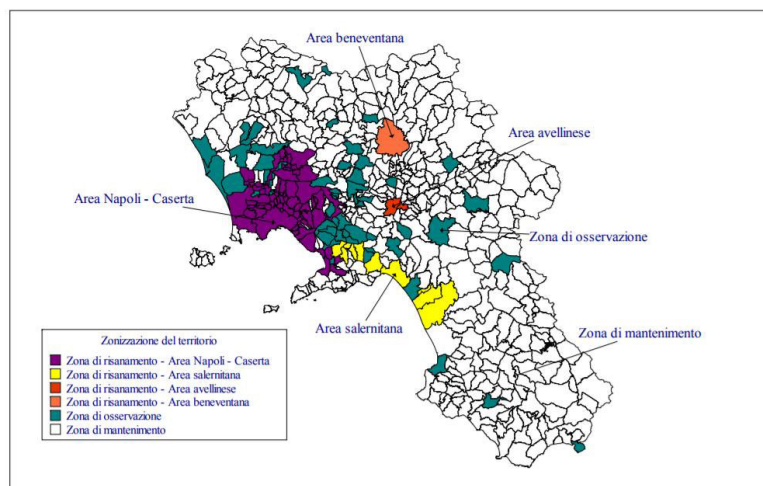 Area beneventana
Area avellinese
Area Napoli - Caserta
Zona di osservazione
Area salernitana
Zona di mantenimento
Zonizzazione del territorio
Zona di risanamento - Area Napoli - Caserta
Zona di risanamento - Area salernitana
Zona di risanamento - Area avellinese
Zona di risanamento - Area beneventana
Zona di osservazione
Zona di mantenimento